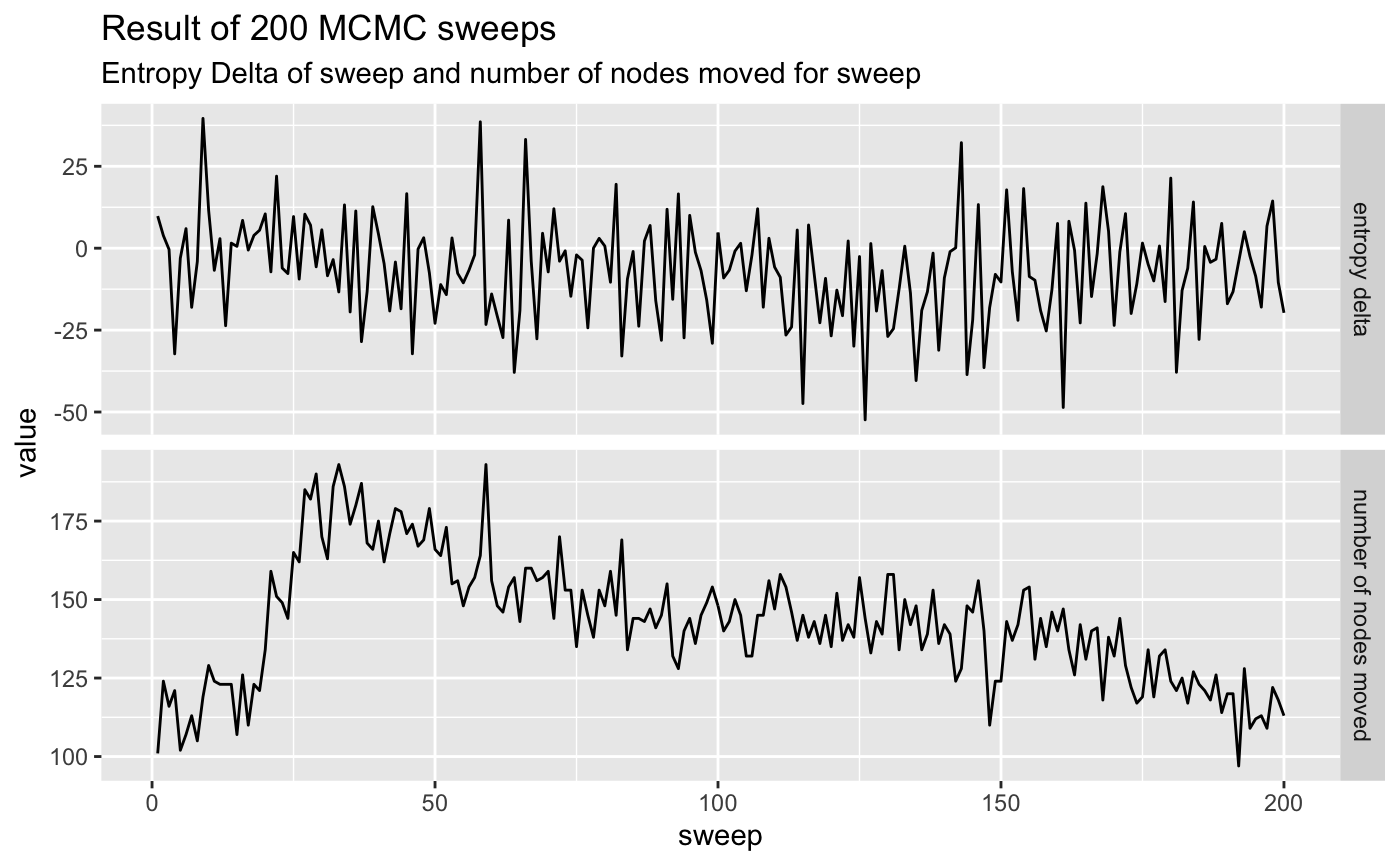 Result of 200 MCMC sweeps
Entropy Delta of sweep and number of nodes moved for sweep
value
25
0
-25
-50
entropy delta
175
150
125
100
number of nodes moved
0
50
100
150
200
sweep